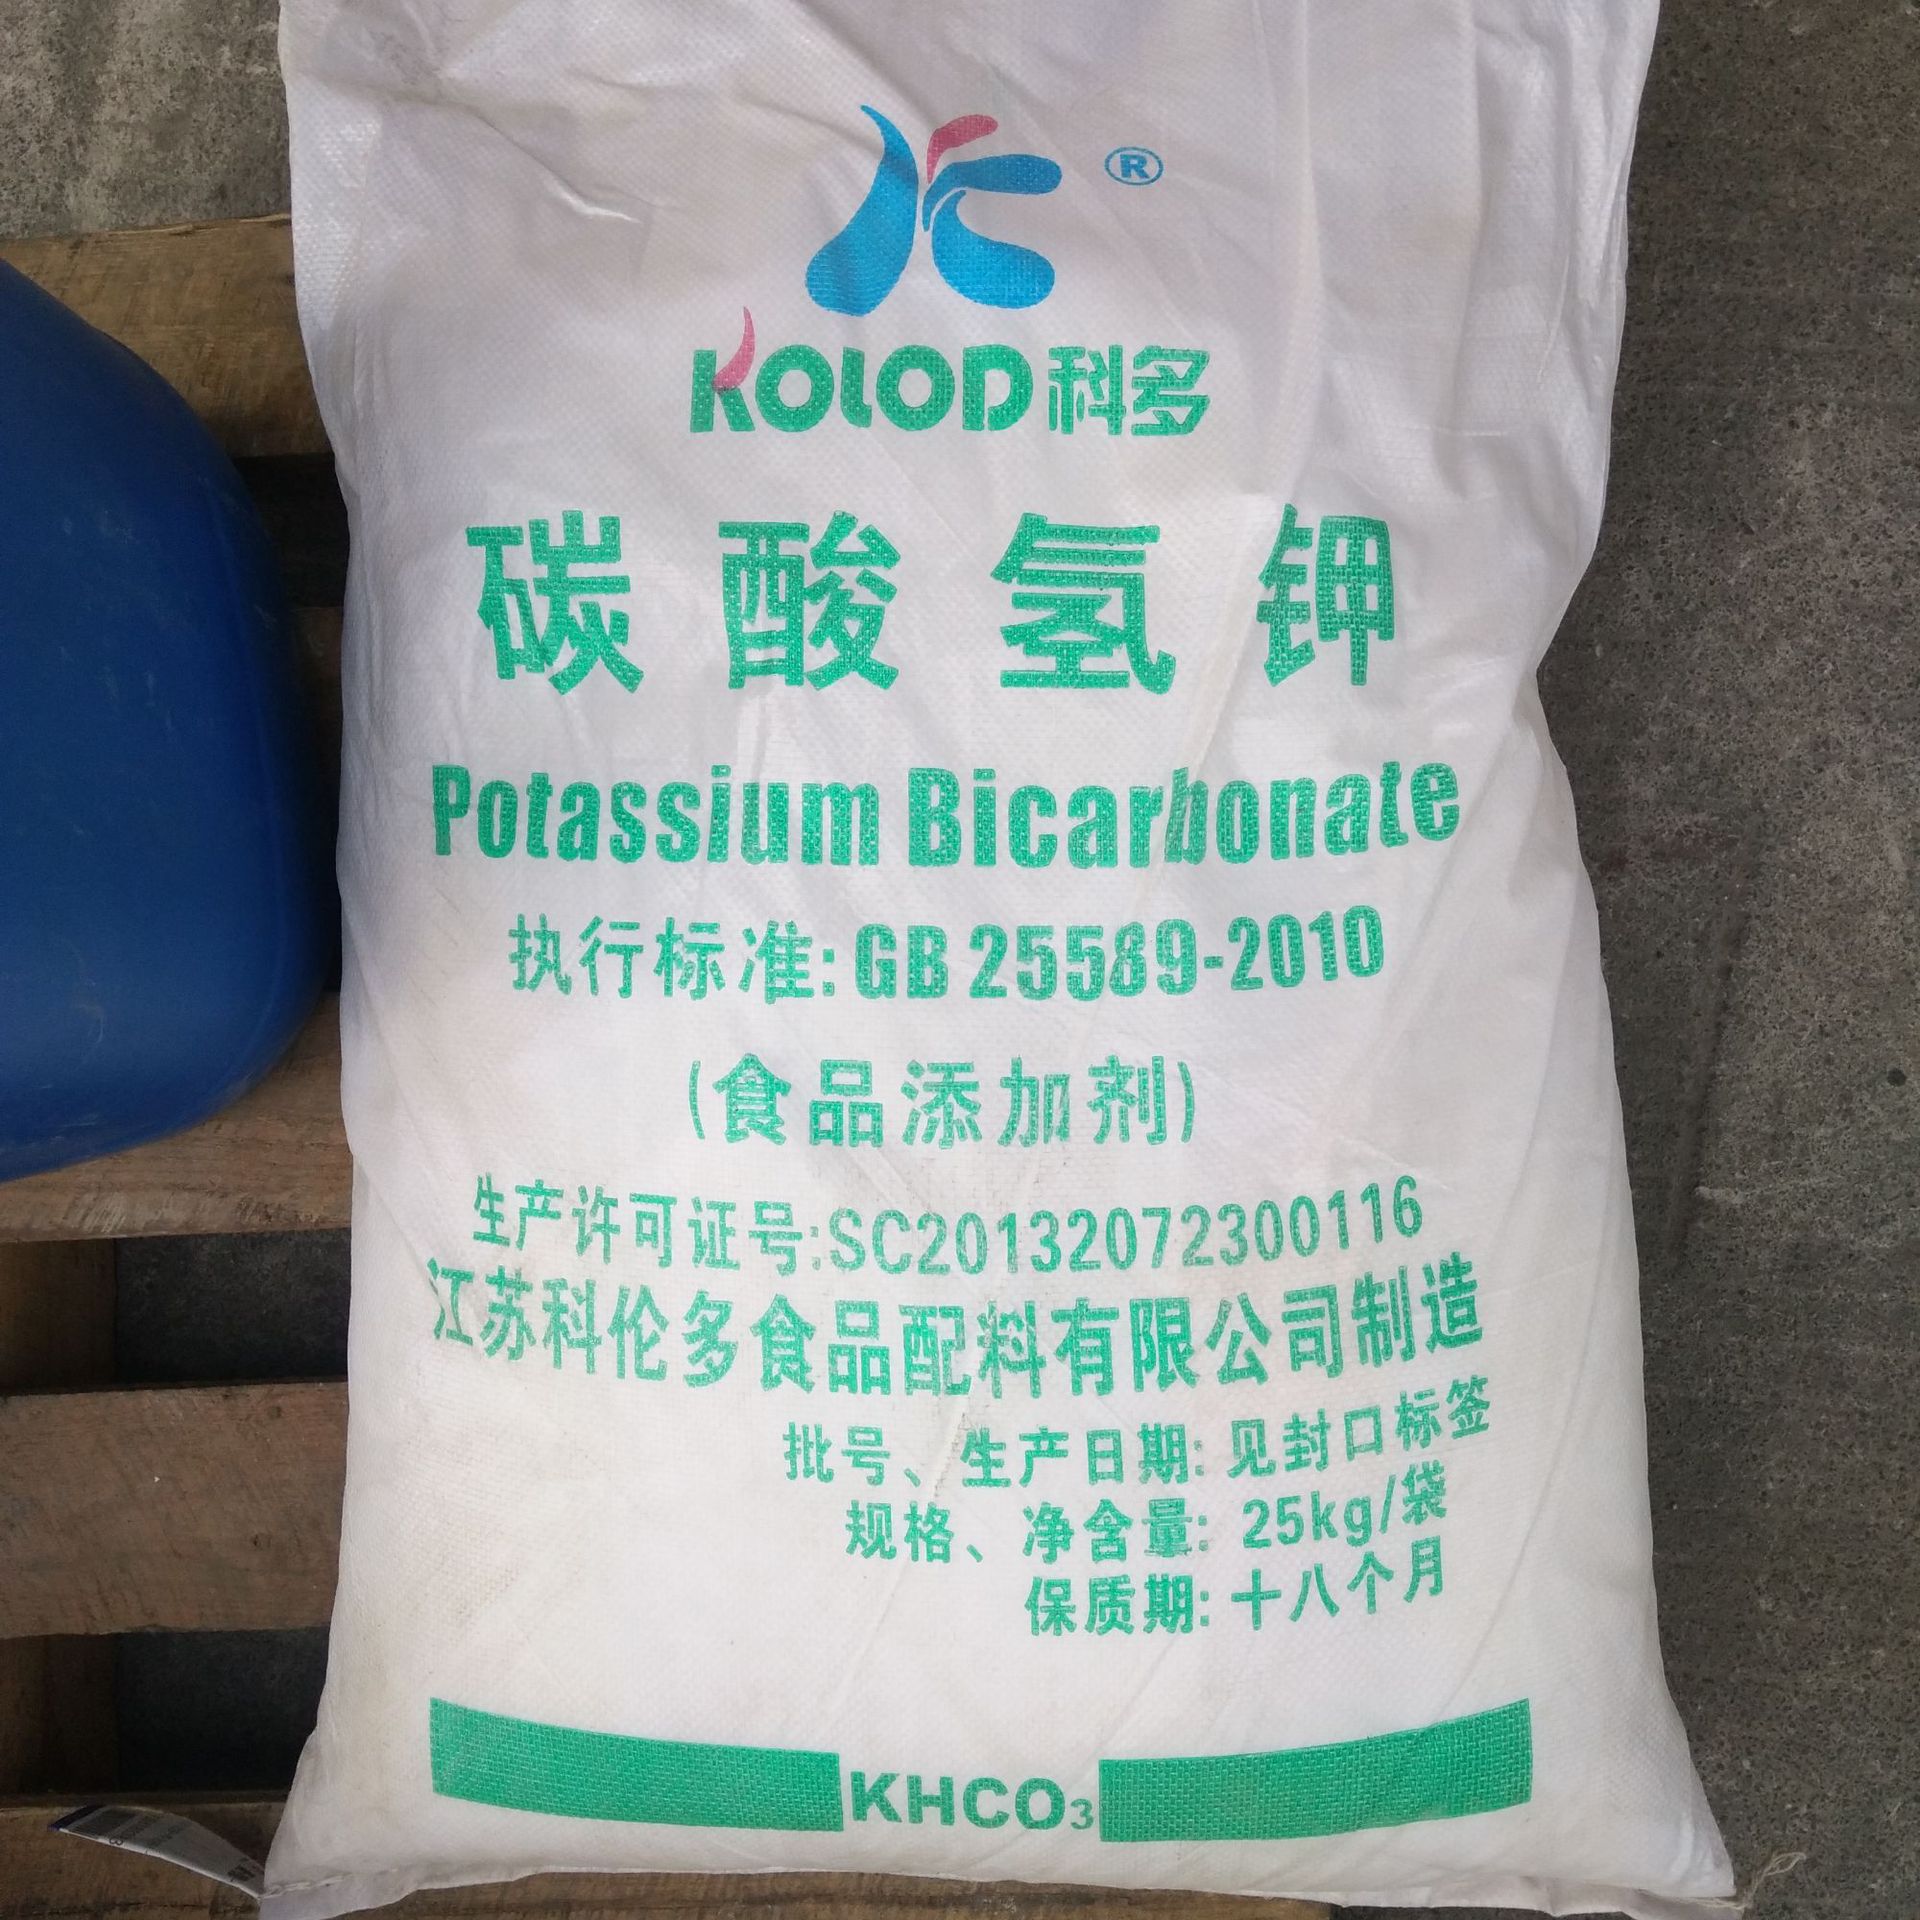 ®
KOLOD科多
碳酸氢钾
Potassium Bicarbonate
执行标准: GB 25589-2010
(食品添加剂)
生产许可证号:SC20132072300116
江苏科伦多食品配料有限公司制造
批号、生产日期: 见封口标签
规格、净含量: 25kg/袋
保质期: 十八个月
KHCO₃